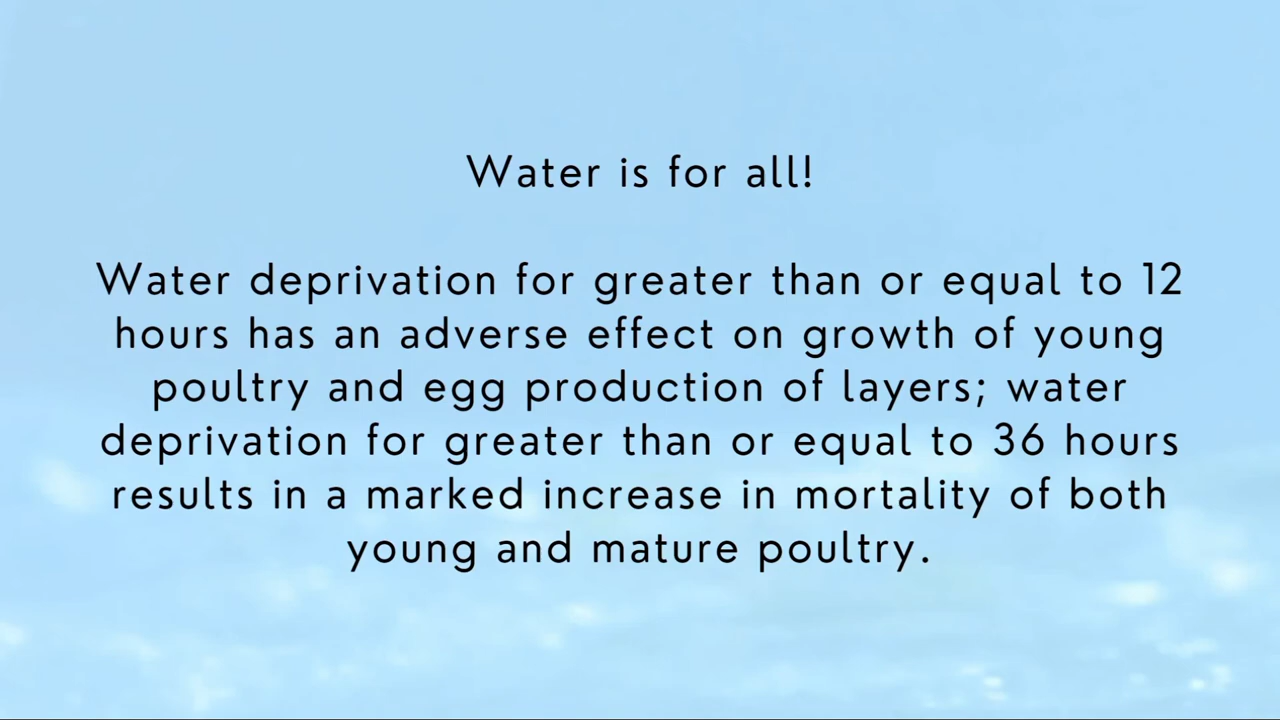 Water is for all!
Water deprivation for greater than or equal to 12
hours has an adverse effect on growth of young
poultry and egg production of layers; water
deprivation for greater than or equal to 36 hours
results in a marked increase in mortality of both
young and mature poultry.